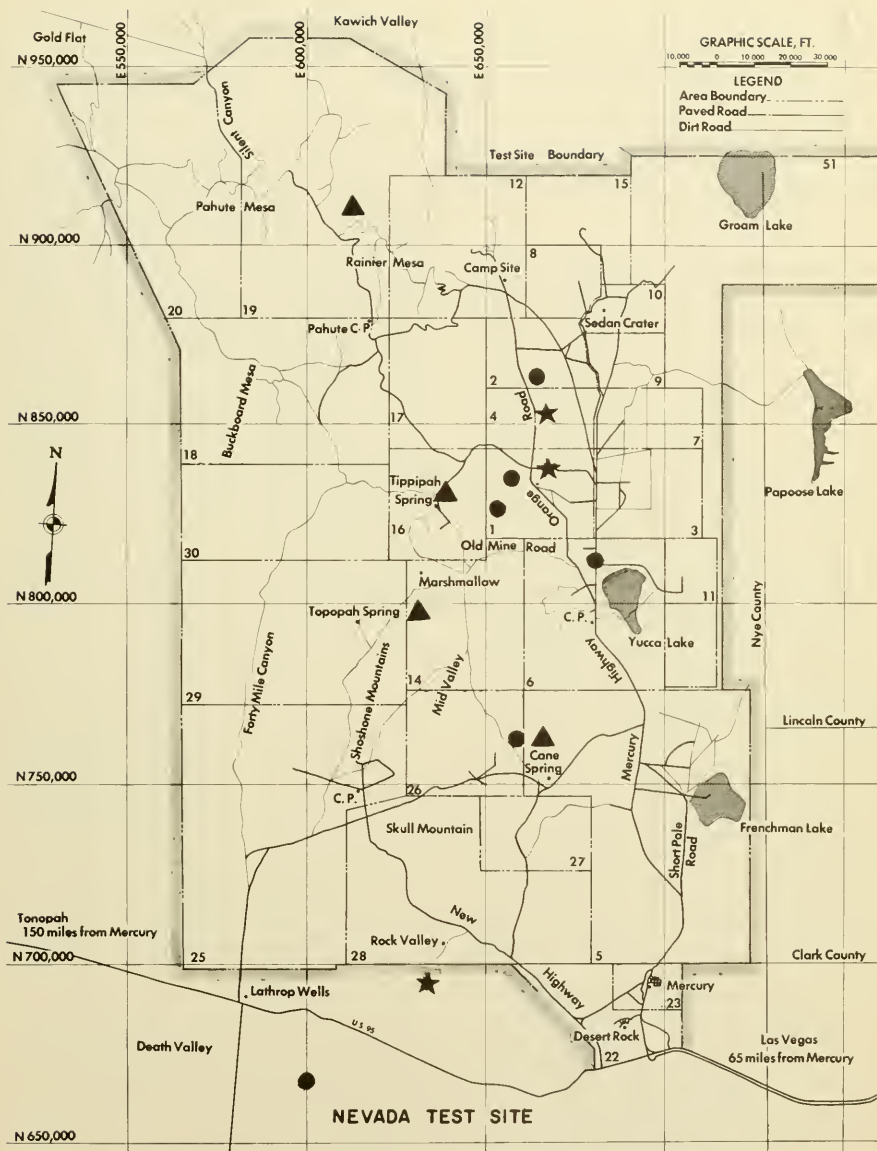 Gold Flat
Kawich Valley
N 950,000
E 550,000
E 600,000
E 650,000
GRAPHIC SCALE, FT.
10,000 0 10 000 20 000 30 000
LEGEND
Area Boundary
Paved Road
Dirt Road
Silent Canyon
Test Site Boundary
51
12
15
Pahute Mesa
Groam Lake
N 900,000
Rainier Mesa
Camp Site
8
10
20
19
Pahute C.P.
Sedan Crater
Buckboard Mesa
2
Road
9
N 850,000
17
4
7
18
N
Tippipah
Spring
Orange
Papoose Lake
16
1
Old Mine Road
3
30
Marshmallow
N 800,000
Topopah Spring
C. P.
11
Yucca Lake
Nye County
Forty Mile Canyon
Shoshone Mountains
Mid Valley
Highway
14
6
29
Lincaln County
Cane
Spring
Mercury
N 750,000
C. P.
26
Frenchman Lake
Skull Mountain
Short Pole
Road
27
Tonopah
150 miles from Mercury
New
Rock Valley
N 700,000
25
28
5
Clark County
Highway
Lathrop Wells
Mercury
23
US 95
Desert Rock
Death Valley
22
Las Vegas
65 miles from Mercury
NEVADA TEST SITE
N 650,000